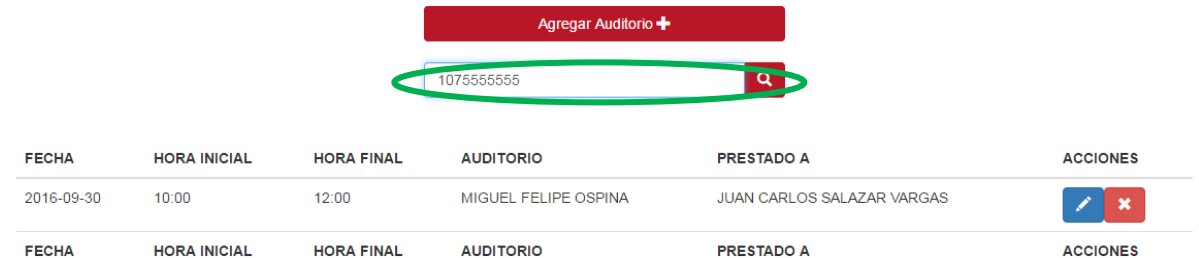 Agregar Auditorio
1075555555
FECHA HORA INICIAL HORA FINAL AUDITORIO PRESTADO A ACCIONES
2016-09-30 10:00 12:00 MIGUEL FELIPE OSPINA JUAN CARLOS SALAZAR VARGAS
FECHA HORA INICIAL HORA FINAL AUDITORIO PRESTADO A ACCIONES